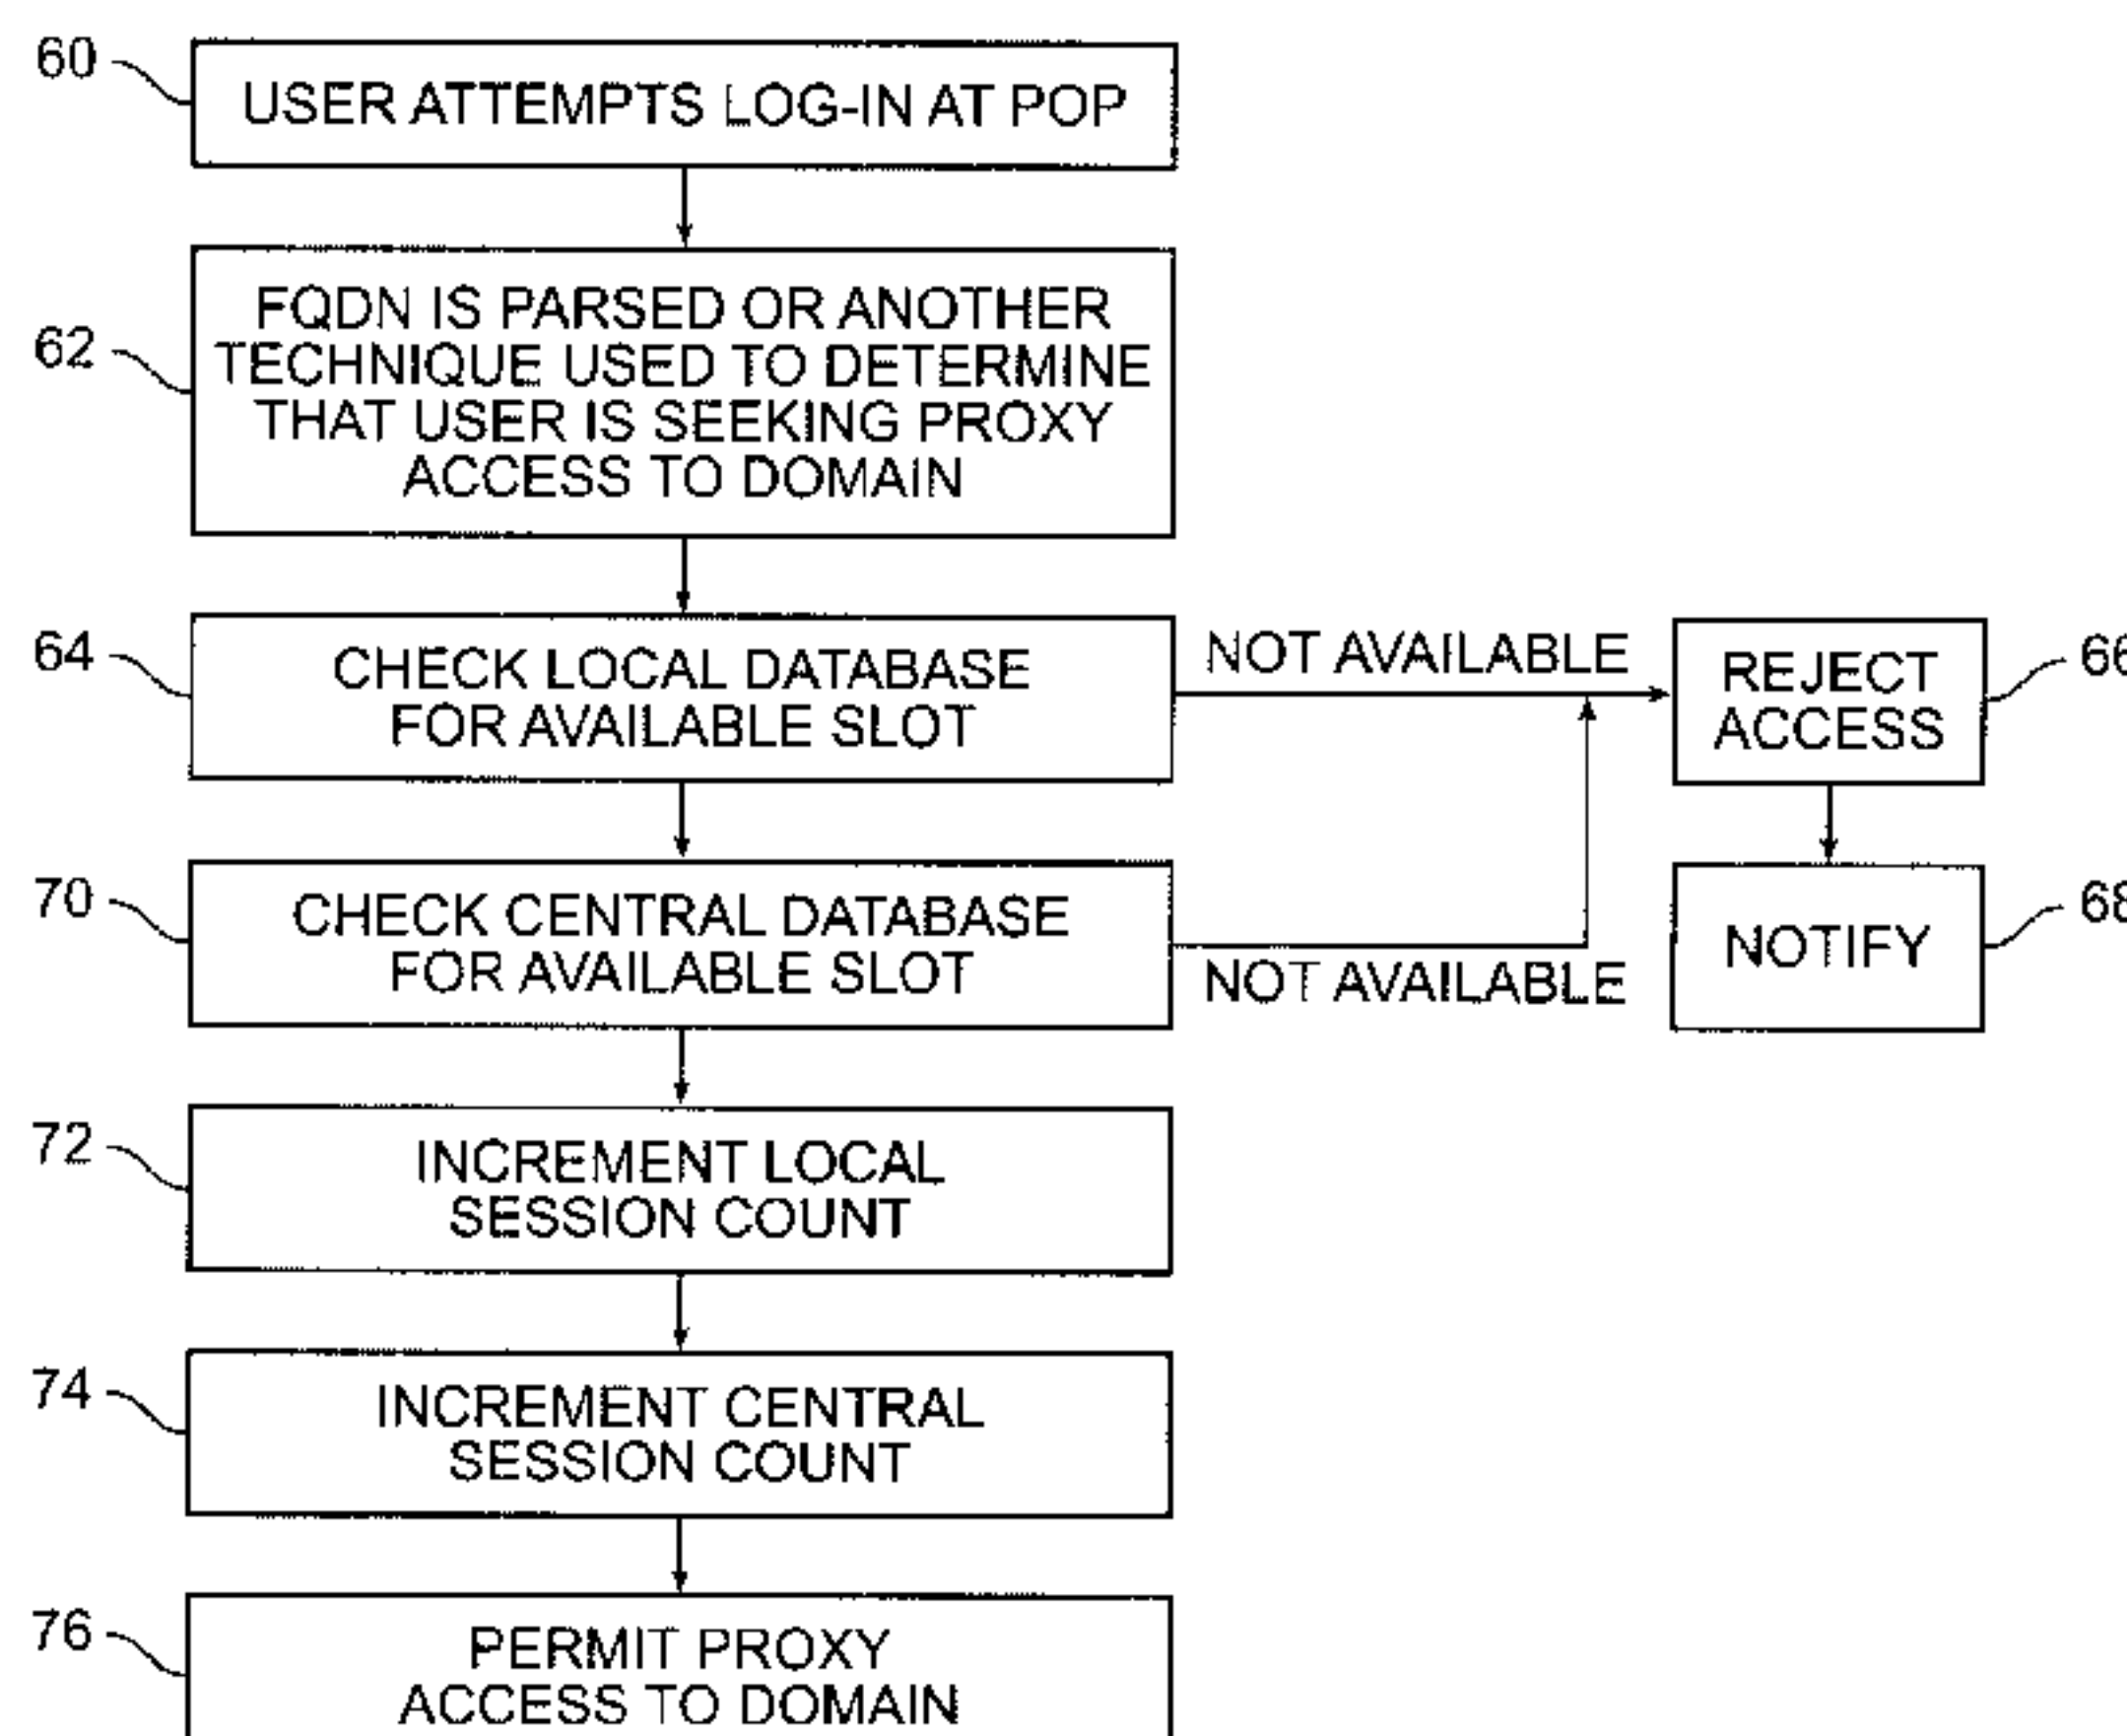 60
USER ATTEMPTS LOG-IN AT POP
62
FQDN IS PARSED OR ANOTHER
TECHNIQUE USED TO DETERMINE
THAT USER IS SEEKING PROXY
ACCESS TO DOMAIN
64
CHECK LOCAL DATABASE
FOR AVAILABLE SLOT
NOT AVAILABLE
REJECT
ACCESS
66
70
CHECK CENTRAL DATABASE
FOR AVAILABLE SLOT
NOT AVAILABLE
NOTIFY
68
72
INCREMENT LOCAL
SESSION COUNT
74
INCREMENT CENTRAL
SESSION COUNT
76
PERMIT PROXY
ACCESS TO DOMAIN